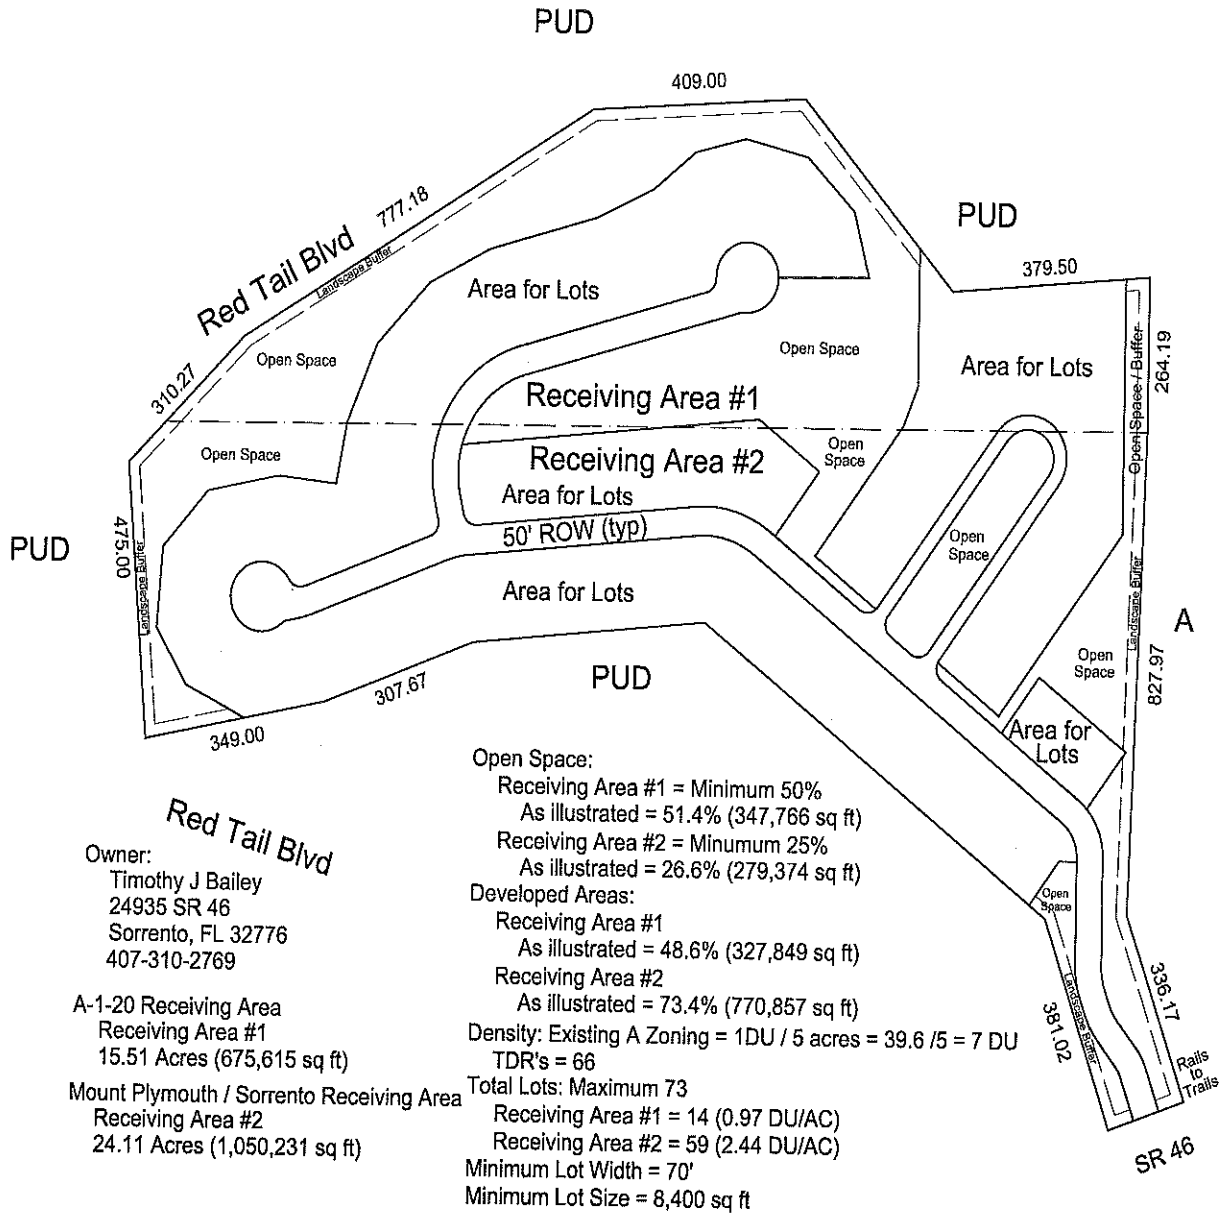 PUD
409.00
777.18
PUD
Red Tail Blvd
Landscape Buffer
379.50
Area for Lots
310.27
Open Space
Open Space
Area for Lots
Open Space / Buffer
264.19
Receiving Area #1
Open Space
Open
Space
Receiving Area #2
Area for Lots
50' ROW (typ)
PUD
475.00
Landscape Buffer
Open
Space
Area for Lots
Landscape Buffer
A
Open
Space
827.97
PUD
307.67
349.00
Area for
Lots
Red Tail Blvd
Open
Space
Landscape Buffer
381.02
336.17
Rails
to
Trails
SR 46
Owner:
Timothy J Bailey
24935 SR 46
Sorrento, FL 32776
407-310-2769
A-1-20 Receiving Area
Receiving Area #1
15.51 Acres (675,615 sq ft)
Mount Plymouth / Sorrento Receiving Area
Receiving Area #2
24.11 Acres (1,050,231 sq ft)
Open Space:
Receiving Area #1 = Minimum 50%
As illustrated = 51.4% (347,766 sq ft)
Receiving Area #2 = Minumum 25%
As illustrated = 26.6% (279,374 sq ft)
Developed Areas:
Receiving Area #1
As illustrated = 48.6% (327,849 sq ft)
Receiving Area #2
As illustrated = 73.4% (770,857 sq ft)
Density: Existing A Zoning = 1DU / 5 acres = 39.6 /5 = 7 DU
TDR's = 66
Total Lots: Maximum 73
Receiving Area #1 = 14 (0.97 DU/AC)
Receiving Area #2 = 59 (2.44 DU/AC)
Minimum Lot Width = 70'
Minimum Lot Size = 8,400 sq ft